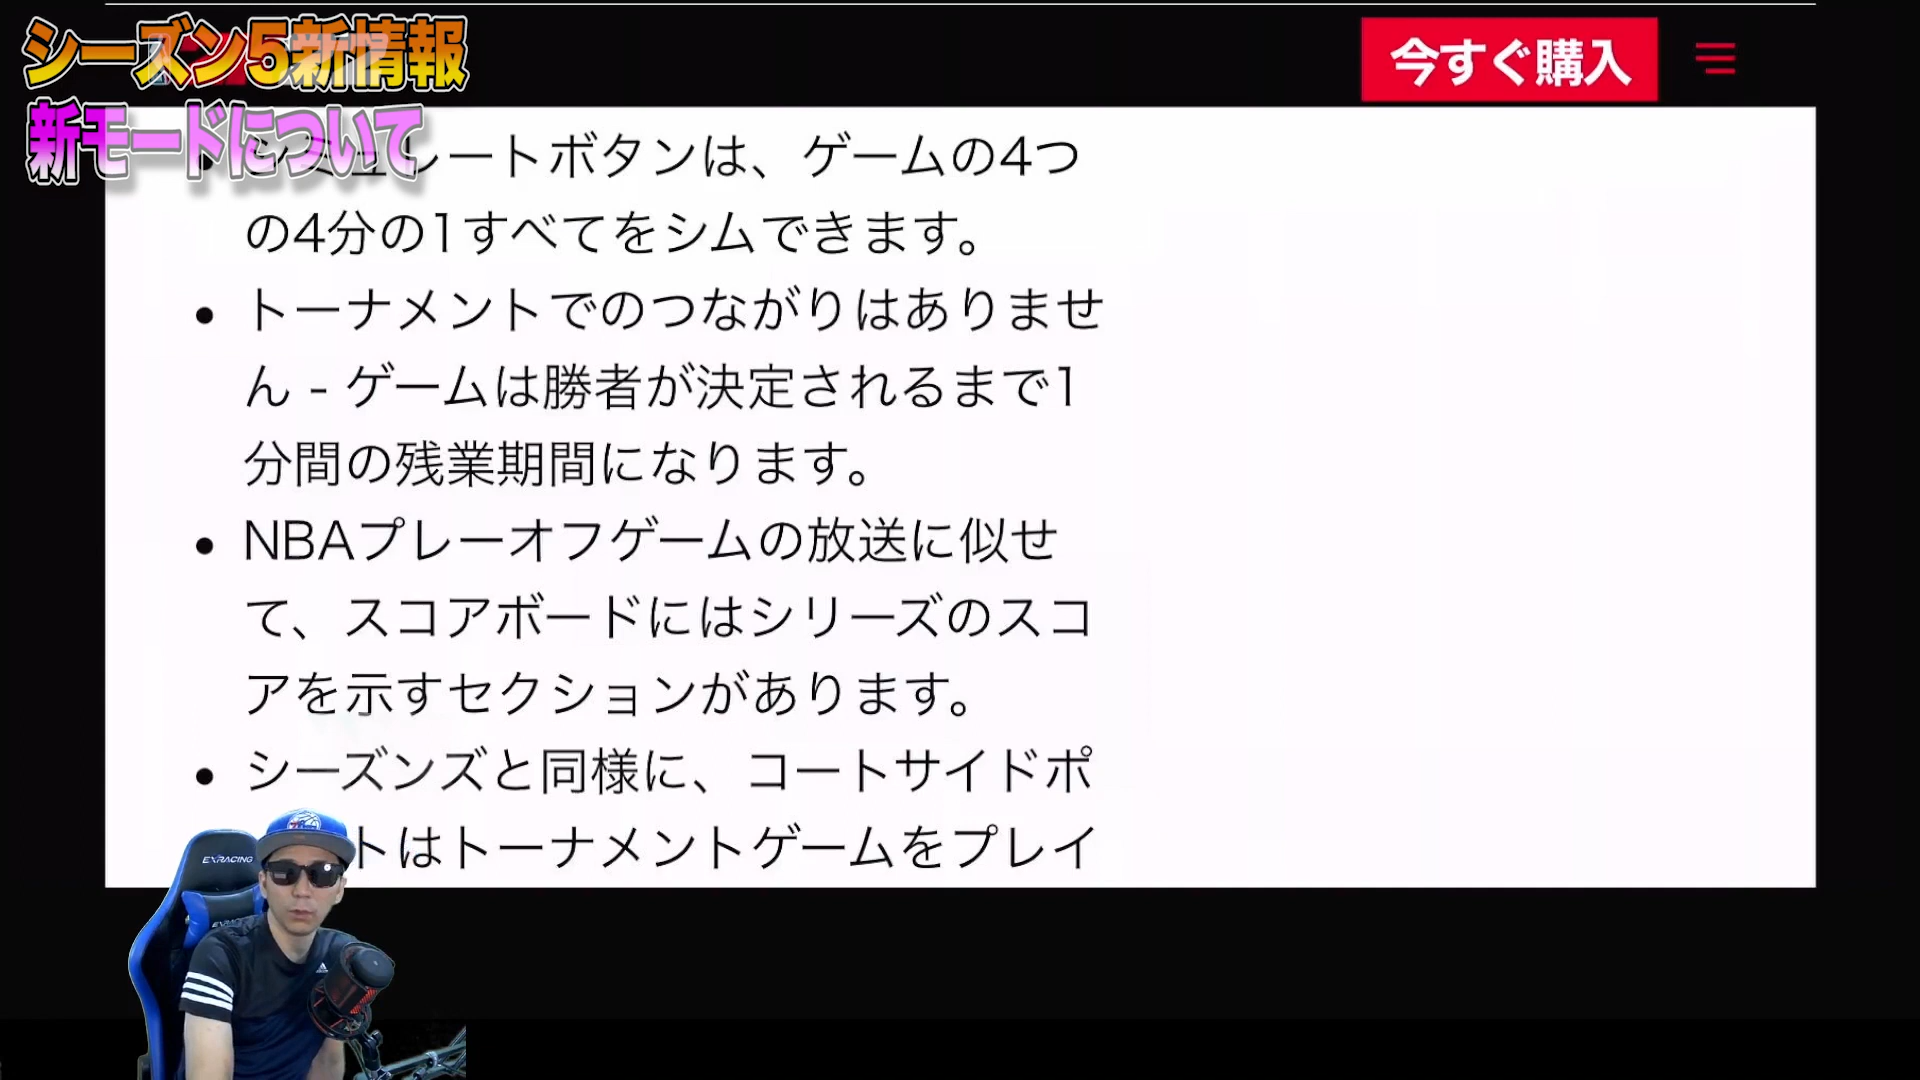 シーズン5新情報
新モードについて
今すぐ購入
シミュレートボタンは、ゲームの4つ
の4分の1すべてをシムできます。
トーナメントでのつながりはありませ
ん - ゲームは勝者が決定されるまで1
分間の残業期間になります。
NBAプレーオフゲームの放送に似せ
て、スコアボードにはシリーズのスコ
アを示すセクションがあります。
シーズンズと同様に、コートサイドポ
トはトーナメントゲームをプレイ
EXRACING